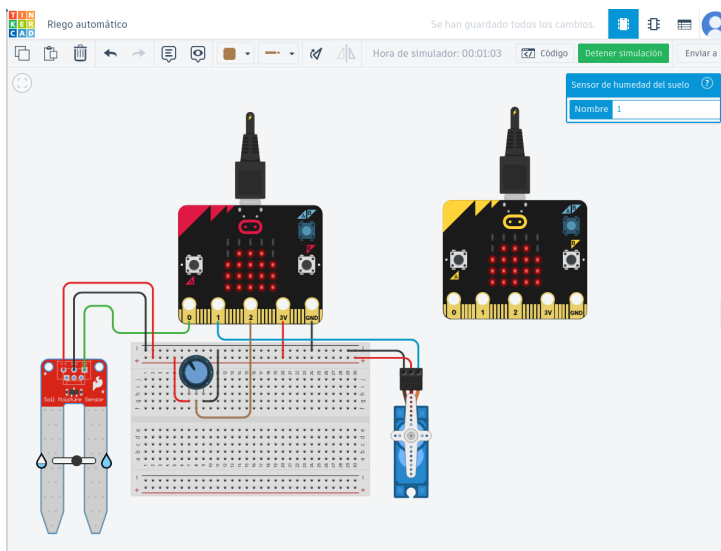 TIN
KER
CAD
Riego automático
Se han guardado todos los cambios.
Hora de simulador: 00:01:03
Código
Detener simulación
Enviar a
Sensor de humedad del suelo
?
Nombre 1
A B
B
A
0 1 2 3V GND
A B
B
A
0 1 2 3V GND
Soil Moisture Sensor